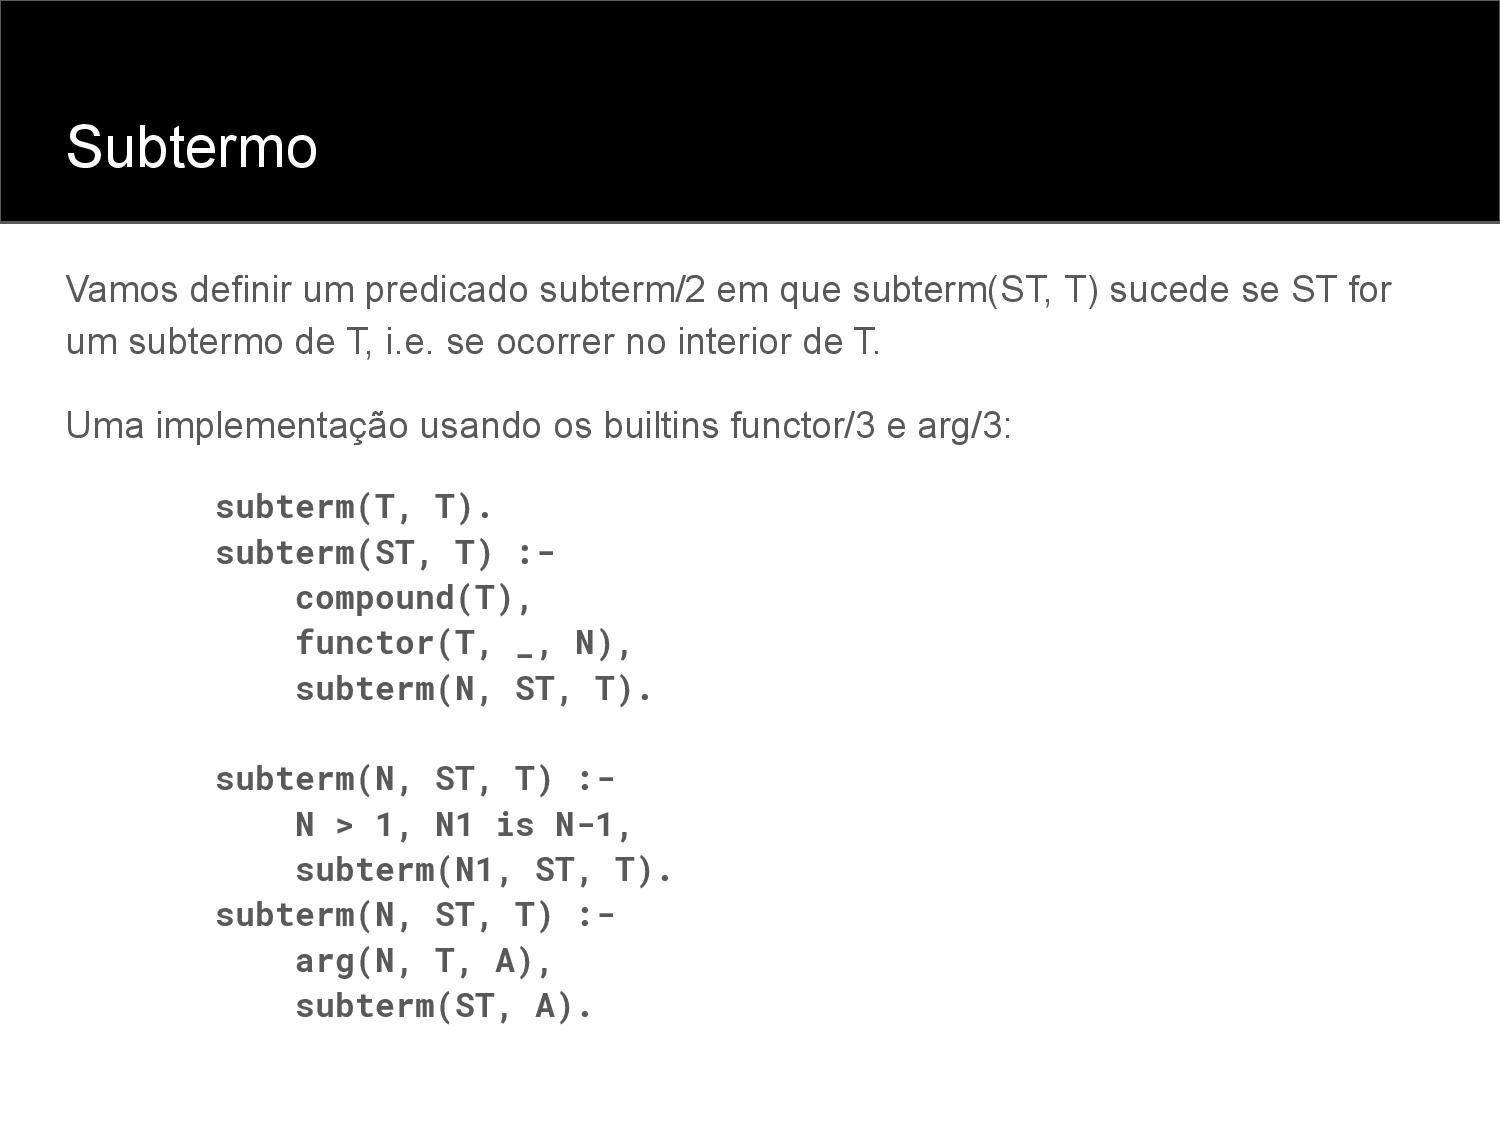 Subtermo
Vamos definir um predicado subterm/2 em que subterm(ST, T) sucede se ST for
um subtermo de T, i.e. se ocorrer no interior de T.
Uma implementação usando os builtins functor/3 e arg/3:
subterm(T, T).
subterm(ST, T) :-
    compound(T),
    functor(T, _, N),
    subterm(N, ST, T).
subterm(N, ST, T) :-
    N > 1, N1 is N-1,
    subterm(N1, ST, T).
subterm(N, ST, T) :-
    arg(N, T, A),
    subterm(ST, A).